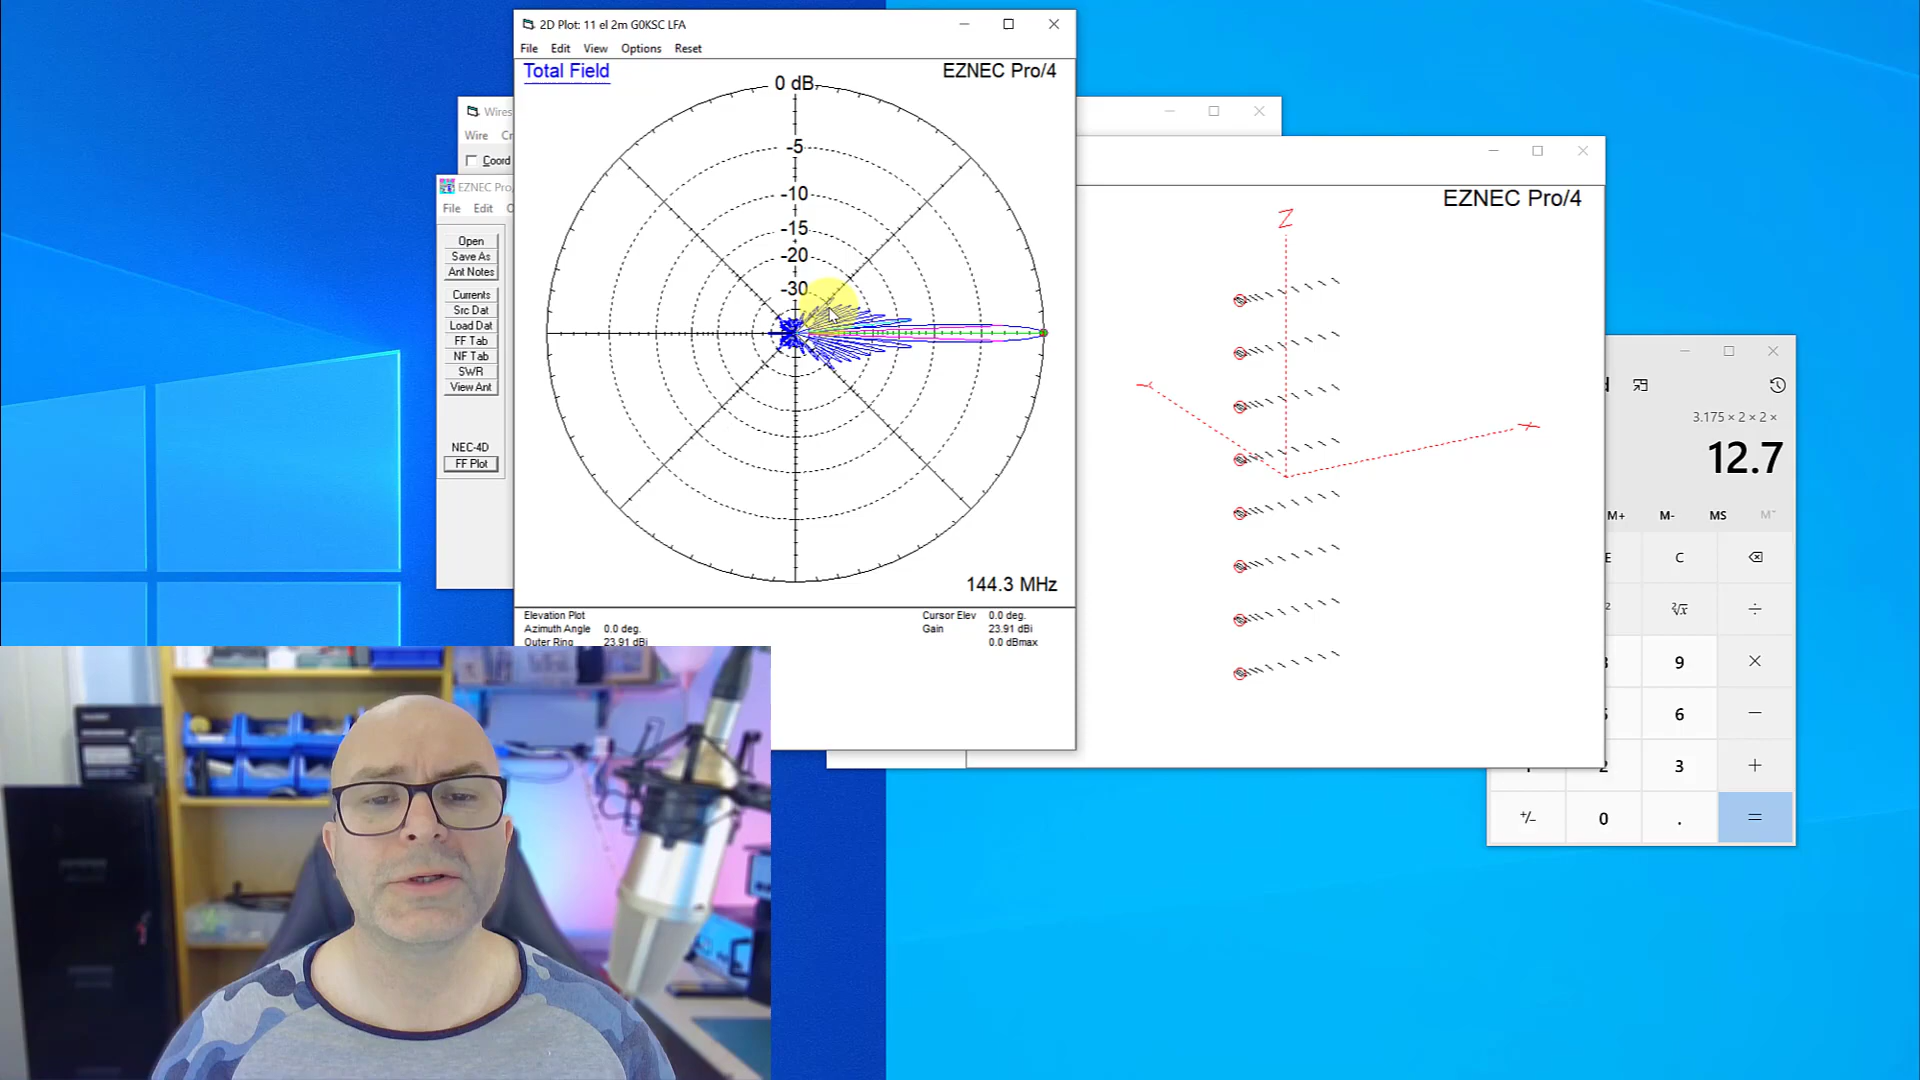 2D Plot: 11 el 2m G0KSC LFA
File Edit View Options Reset
Total Field
EZNEC Pro/4
0 dB
-5
-10
-15
-20
-30
144.3 MHz
Elevation Plot
Azimuth Angle 0.0 deg.
Outer Ring 23.91 dBi
Cursor Elev 0.0 deg.
Gain 23.91 dBi
0.0 dBmax
Wires
Wire Cr
Coord
EZNEC Pro/
File Edit O
Open
Save As
Ant Notes
Currents
Src Dat
Load Dat
FF Tab
NF Tab
SWR
View Ant
NEC-4D
FF Plot
EZNEC Pro/4
Z
Y
X
3.175 × 2 × 2 ×
12.7
M+ M- MS
E C
÷
9 ×
6 −
2 3 +
+/- 0 . =